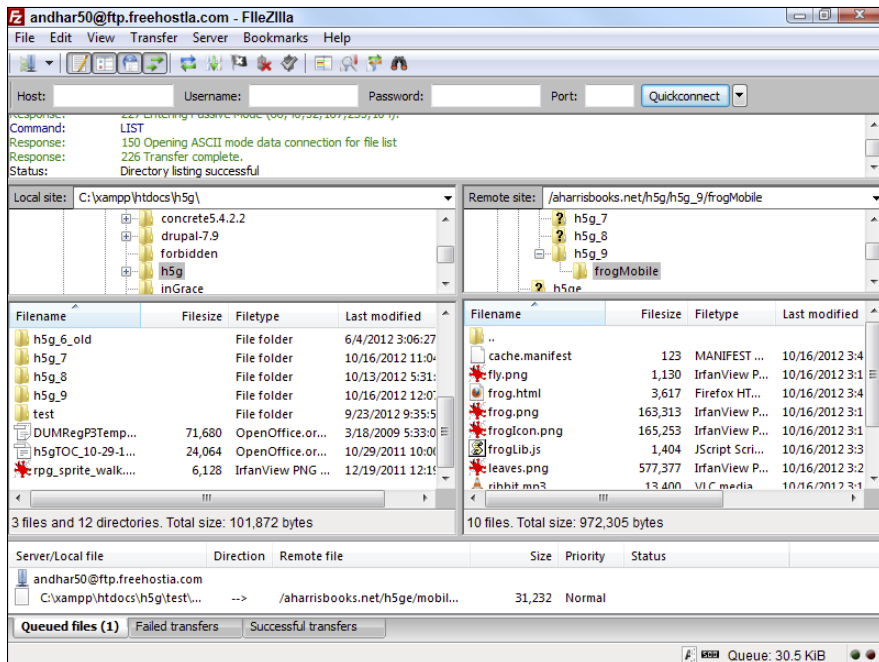 andhar50@ftp.freehostia.com - FIleZIlla
File Edit View Transfer Server Bookmarks Help
Host: Username: Password: Port: Quickconnect
Command: LIST
Response: 150 Opening ASCII mode data connection for file list
Response: 226 Transfer complete.
Status: Directory listing successful
Local site: C:\xampp\htdocs\h5g\
concrete5.4.2.2
drupal-7.9
forbidden
h5g
inGrace
Remote site: /aharrisbooks.net/h5g/h5g_9/frogMobile
h5g_7
h5g_8
h5g_9
frogMobile
h5ge
Filename Filesize Filetype Last modified
h5g_6_old File folder 6/4/2012 3:06:27
h5g_7 File folder 10/16/2012 11:04
h5g_8 File folder 10/13/2012 5:31:
h5g_9 File folder 10/16/2012 12:07
test File folder 9/23/2012 9:35:5
DUMRegP3Temp... 71,680 OpenOffice.or... 3/18/2009 5:33:0
h5gTOC_10-29-1... 24,064 OpenOffice.or... 10/29/2011 10:00
rpg_sprite_walk.... 6,128 IrfanView PNG ... 12/19/2011 12:19
3 files and 12 directories. Total size: 101,872 bytes
Filename Filesize Filetype Last modified
..
cache.manifest 123 MANIFEST ... 10/16/2012 3:4
fly.png 1,130 IrfanView P... 10/16/2012 3:1
frog.html 3,617 Firefox HT... 10/16/2012 3:4
frog.png 163,313 IrfanView P... 10/16/2012 3:1
frogIcon.png 165,253 IrfanView P... 10/16/2012 3:1
frogLib.js 1,404 JScript Scri... 10/16/2012 3:3
leaves.png 577,377 IrfanView P... 10/16/2012 3:2
ribbit.mp3 13,400 VLC media 10/16/2012 3:1
10 files. Total size: 972,305 bytes
Server/Local file Direction Remote file Size Priority Status
andhar50@ftp.freehostia.com
C:\xampp\htdocs\h5g\test\... --> /aharrisbooks.net/h5ge/mobil... 31,232 Normal
Queued files (1) Failed transfers Successful transfers
Queue: 30.5 KiB